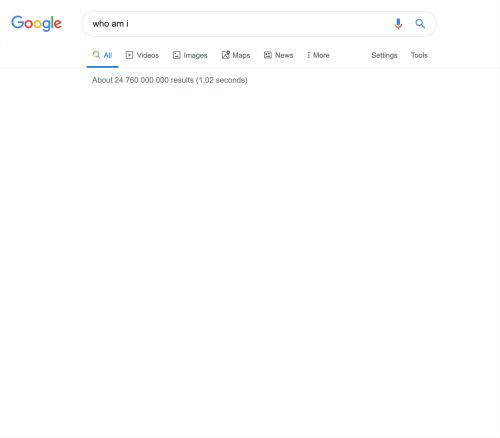 Google who am i
All Videos Images Maps News More Settings Tools
About 24 760 000 000 results (1,02 seconds)